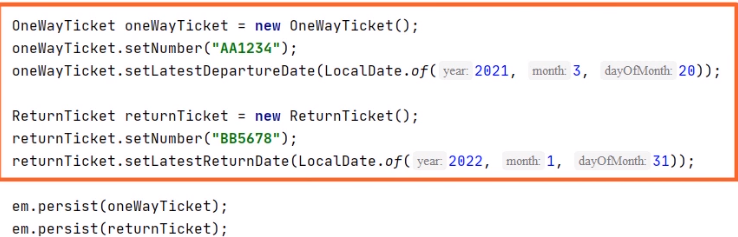 OneWayTicket oneWayTicket = new OneWayTicket();
oneWayTicket.setNumber("AA1234");
oneWayTicket.setLatestDepartureDate(LocalDate.of( year: 2021, month: 3, dayOfMonth: 20));
ReturnTicket returnTicket = new ReturnTicket();
returnTicket.setNumber("BB5678");
returnTicket.setLatestReturnDate(LocalDate.of( year: 2022, month: 1, dayOfMonth: 31));
em.persist(oneWayTicket);
em.persist(returnTicket);